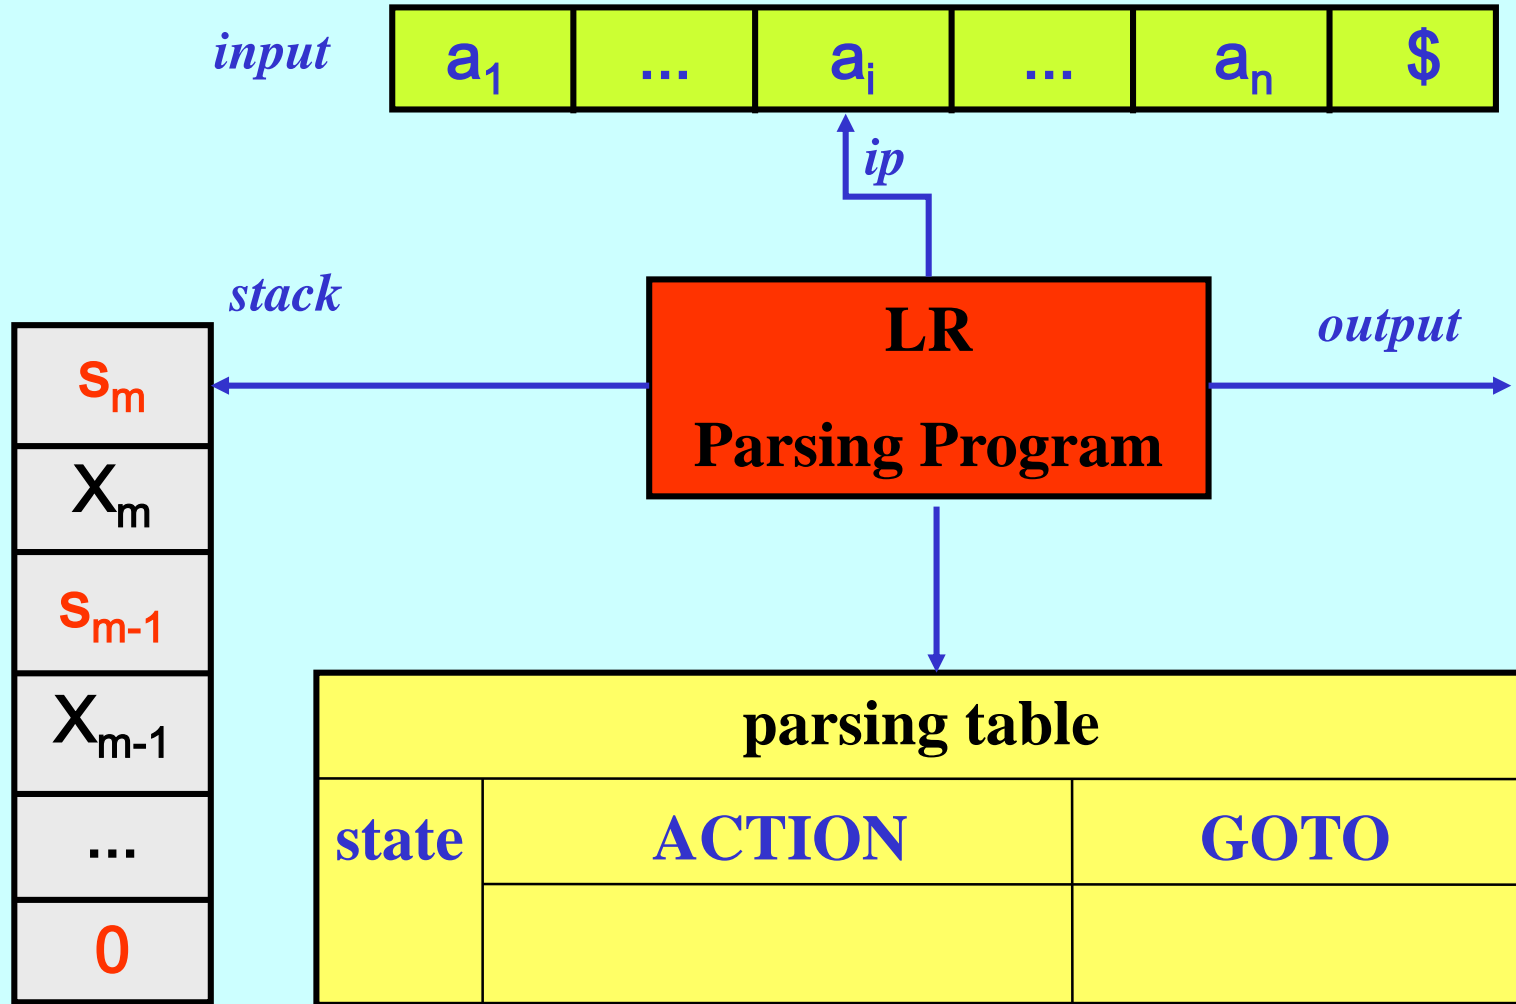 input a₁ ... aᵢ ... aₙ $
ip
stack
output
LR
Parsing Program
sₘ
Xₘ
sₘ₋₁
Xₘ₋₁
...
0
parsing table
state ACTION GOTO